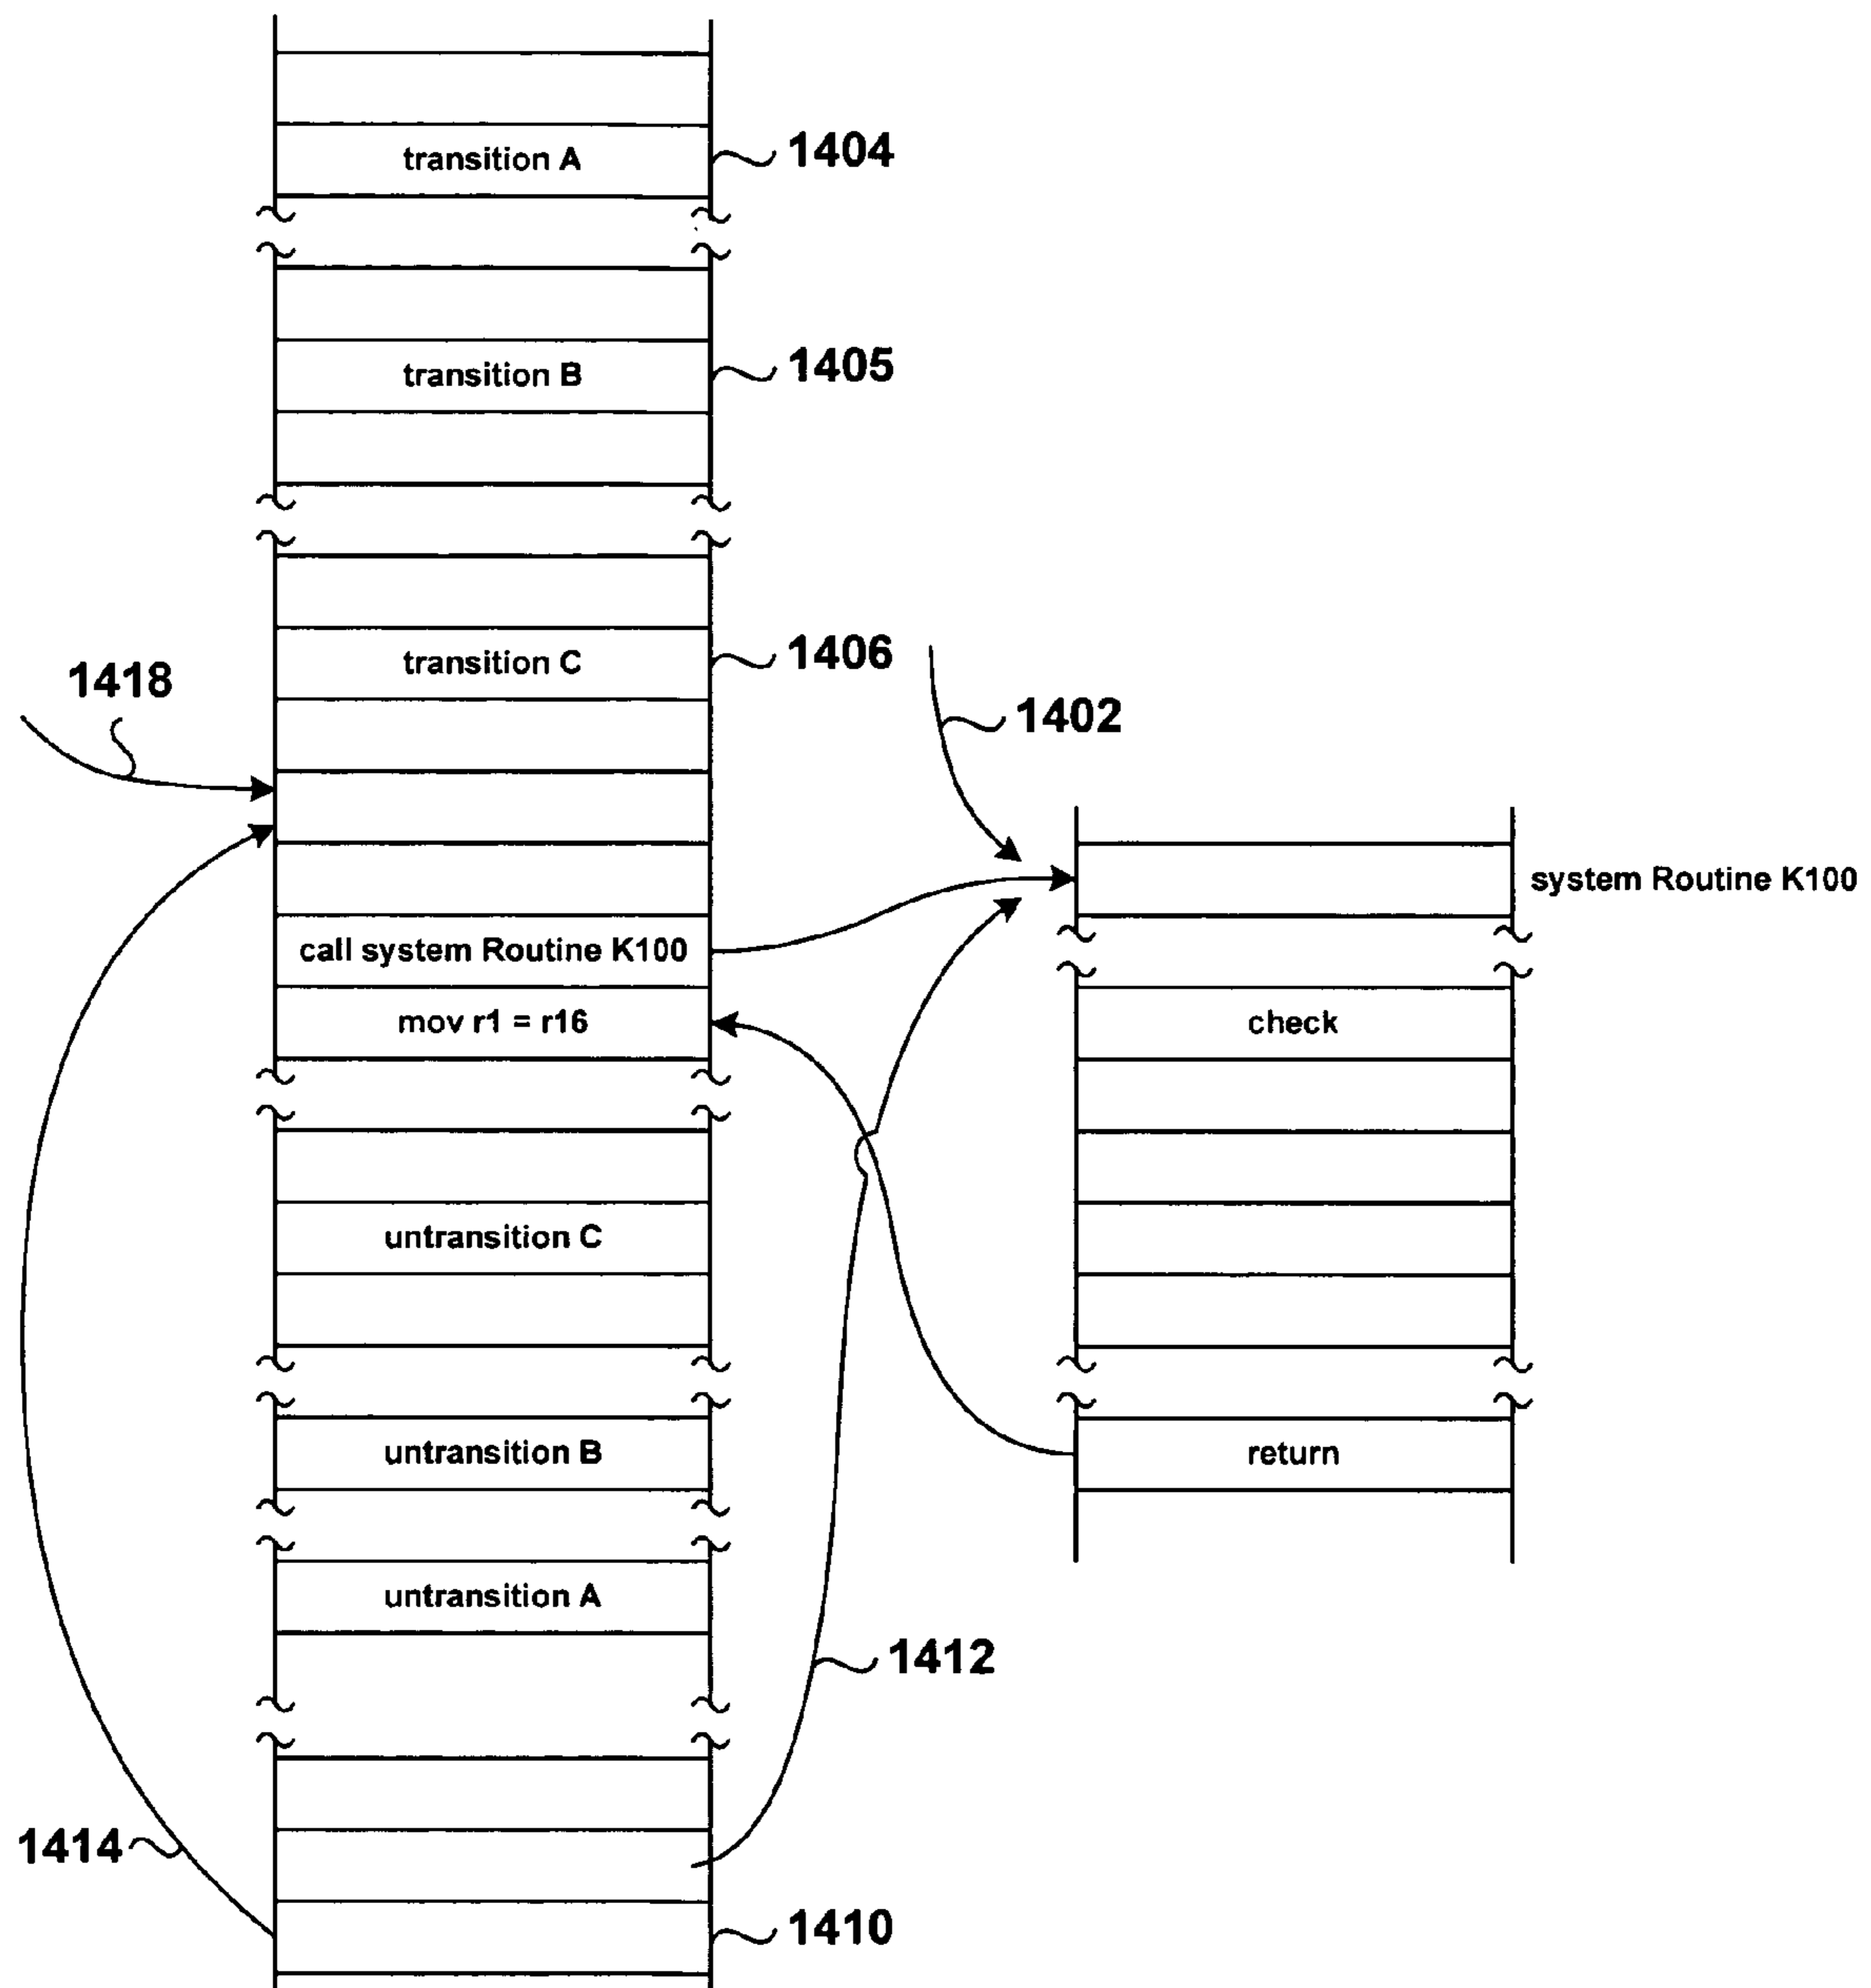 transition A
1404
transition B
1405
transition C
1406
1418
1402
system Routine K100
call system Routine K100
mov r1 = r16
check
untransition C
untransition B
return
untransition A
1412
1414
1410